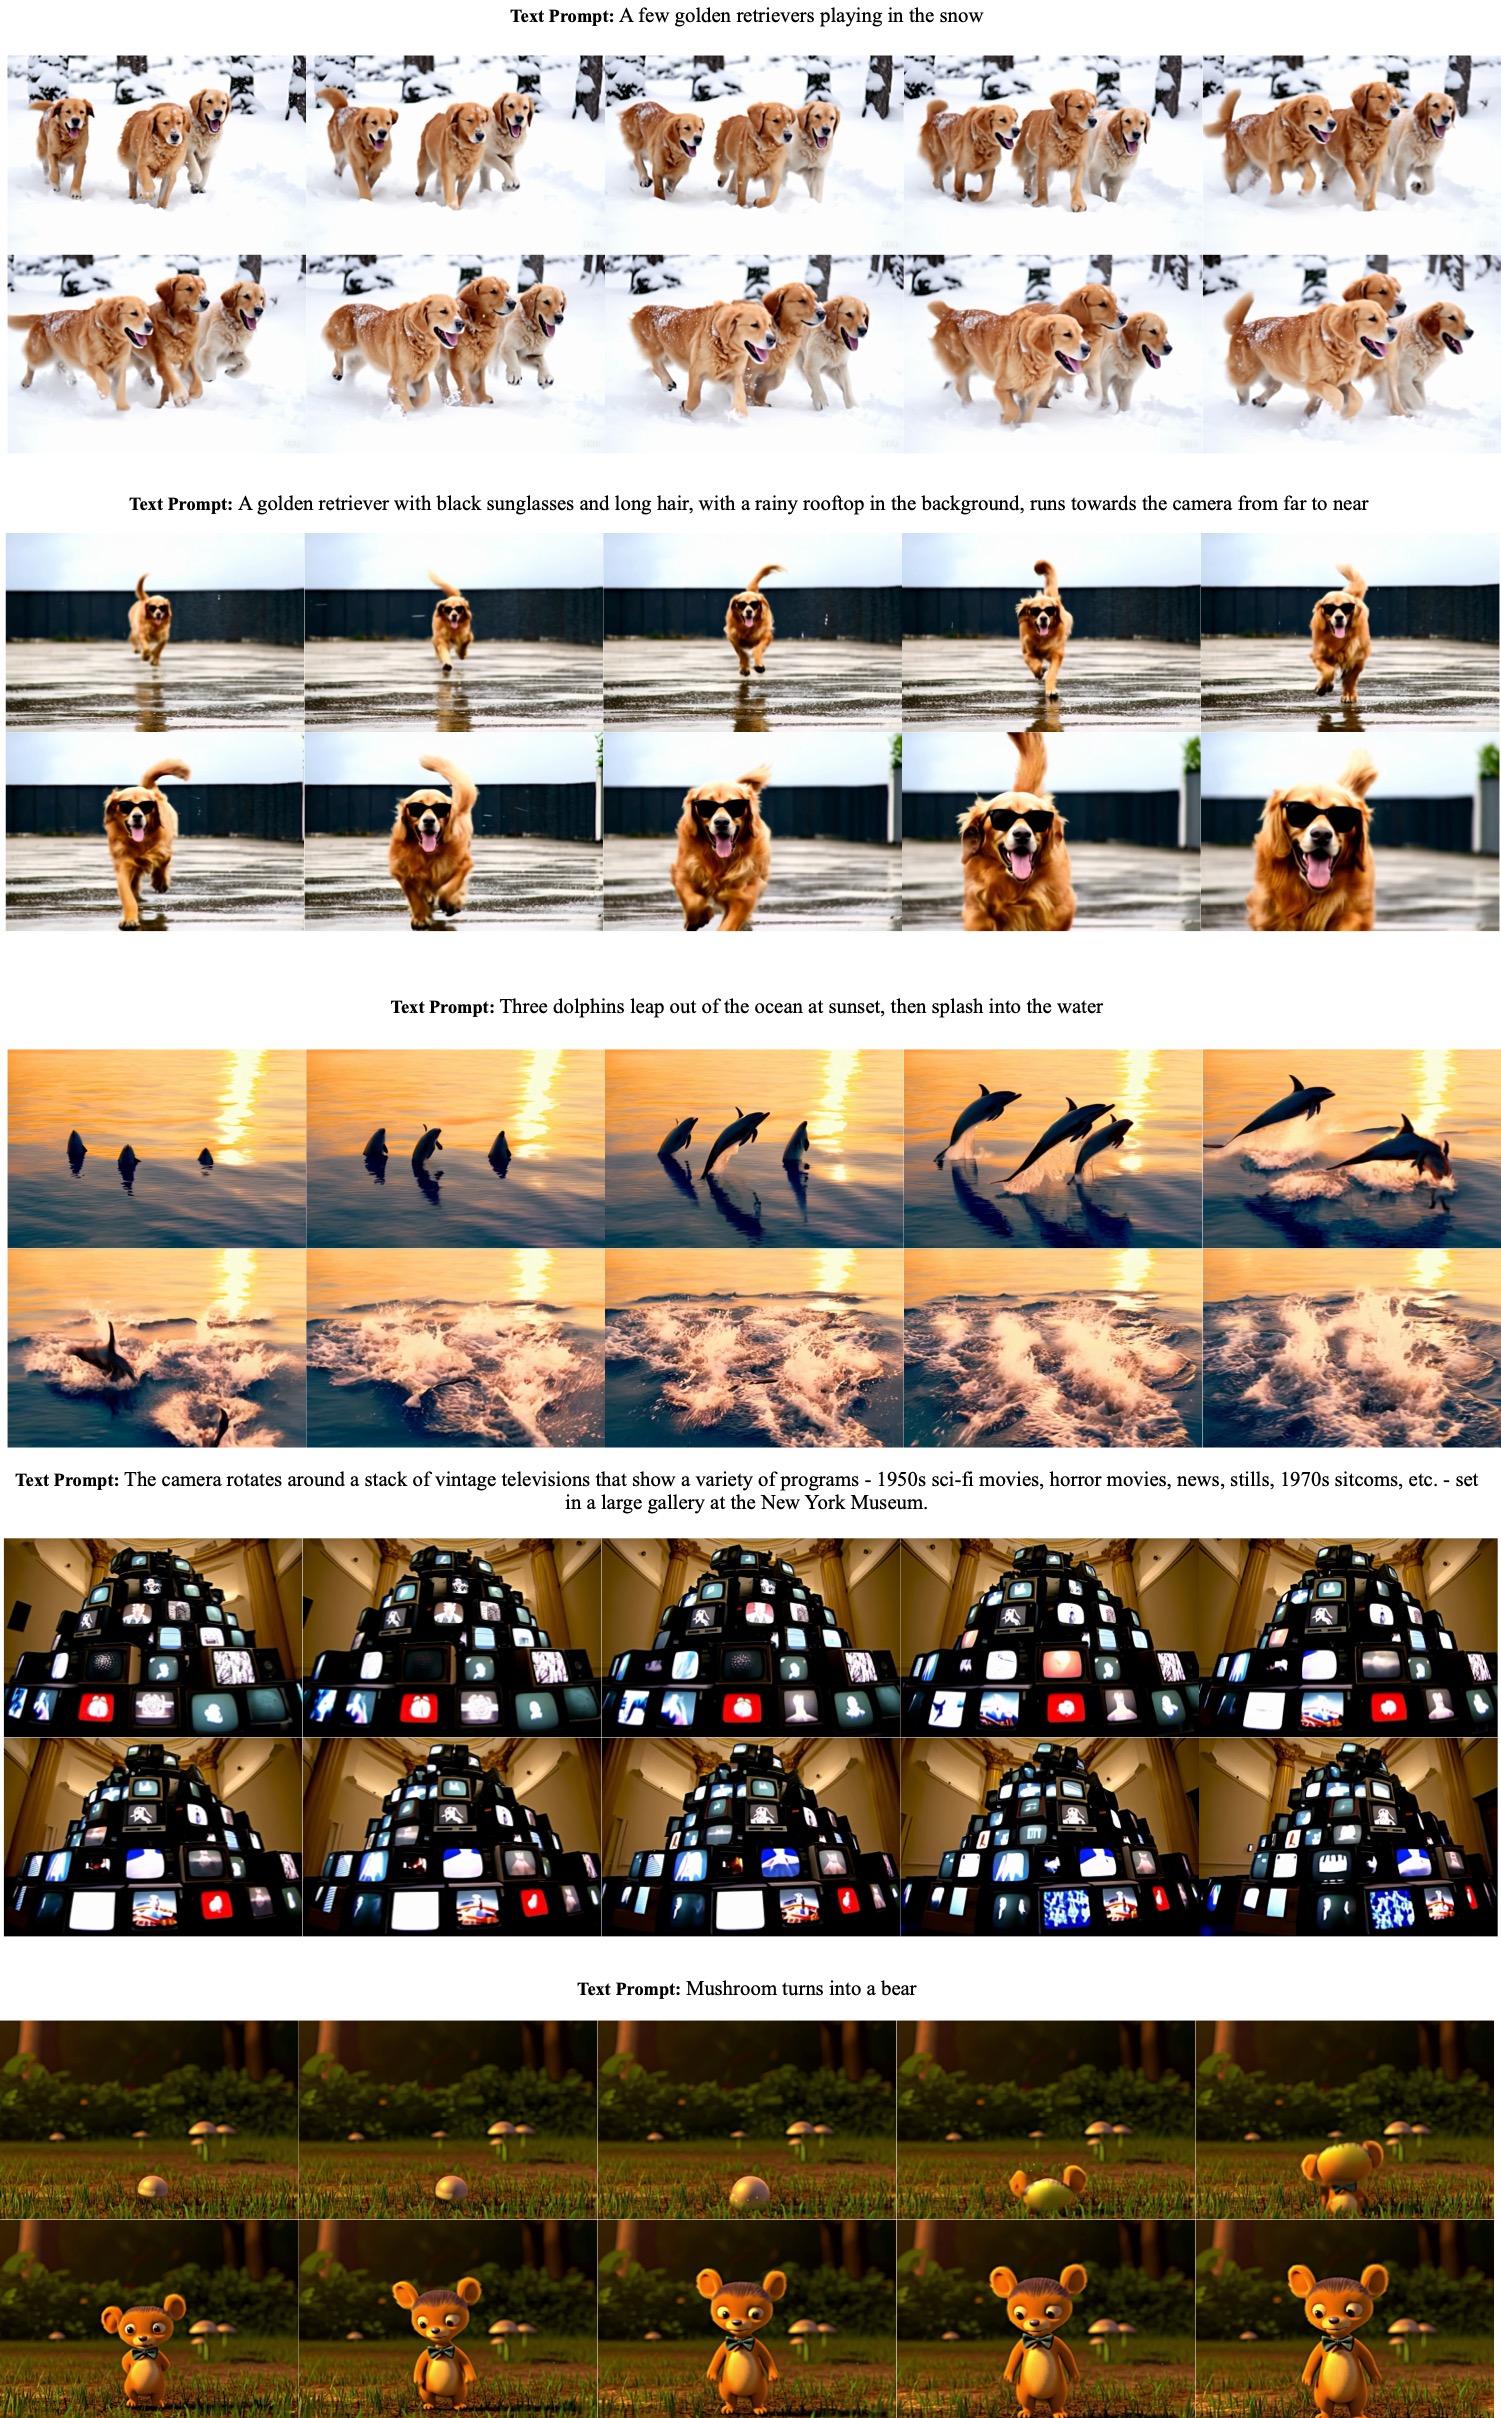 Text Prompt: A few golden retrievers playing in the snow
Text Prompt: A golden retriever with black sunglasses and long hair, with a rainy rooftop in the background, runs towards the camera from far to near
Text Prompt: Three dolphins leap out of the ocean at sunset, then splash into the water
Text Prompt: The camera rotates around a stack of vintage televisions that show a variety of programs - 1950s sci-fi movies, horror movies, news, stills, 1970s sitcoms, etc. - set
in a large gallery at the New York Museum.
Text Prompt: Mushroom turns into a bear